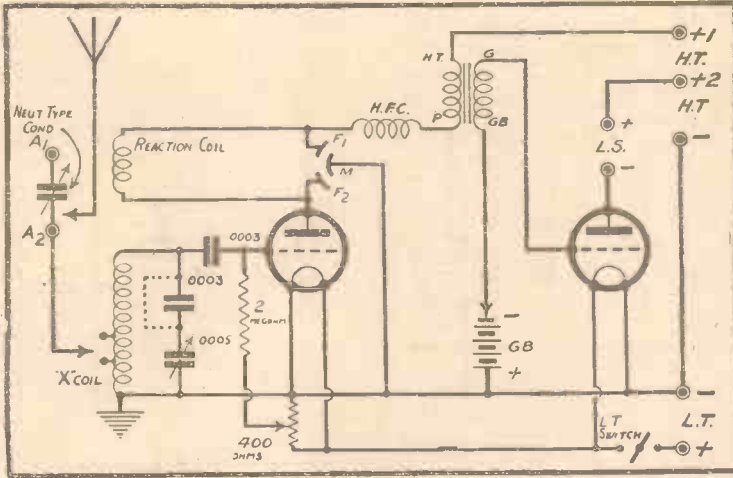 NEUT TYPE
COND
A1
A2
REACTION COIL
H.F.C.
H.T.
P
G
GB
F1
M
F2
+1
H.T.
+2
H.T
-
+
L.S.
-
.0003
.0003
.0005
"X" COIL
2
MEGOHM
400
OHMS
-
GB
+
L.T
SWITCH
-
L.T.
+